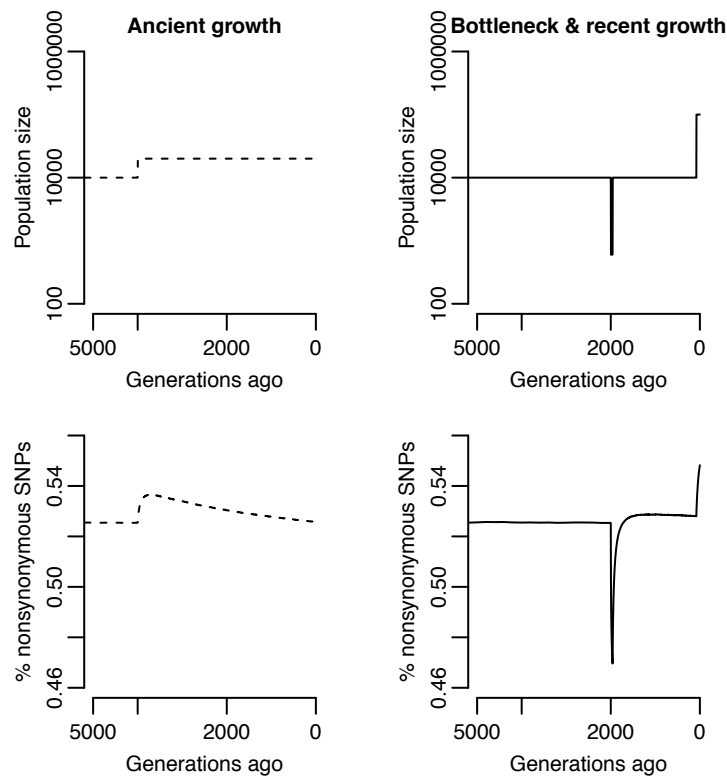 Ancient growth
Population size
1000000
10000
100
5000 2000 0
Generations ago
Bottleneck & recent growth
Population size
1000000
10000
100
5000 2000 0
Generations ago
% nonsynonymous SNPs
0.54
0.50
0.46
5000 2000 0
Generations ago
% nonsynonymous SNPs
0.54
0.50
0.46
5000 2000 0
Generations ago